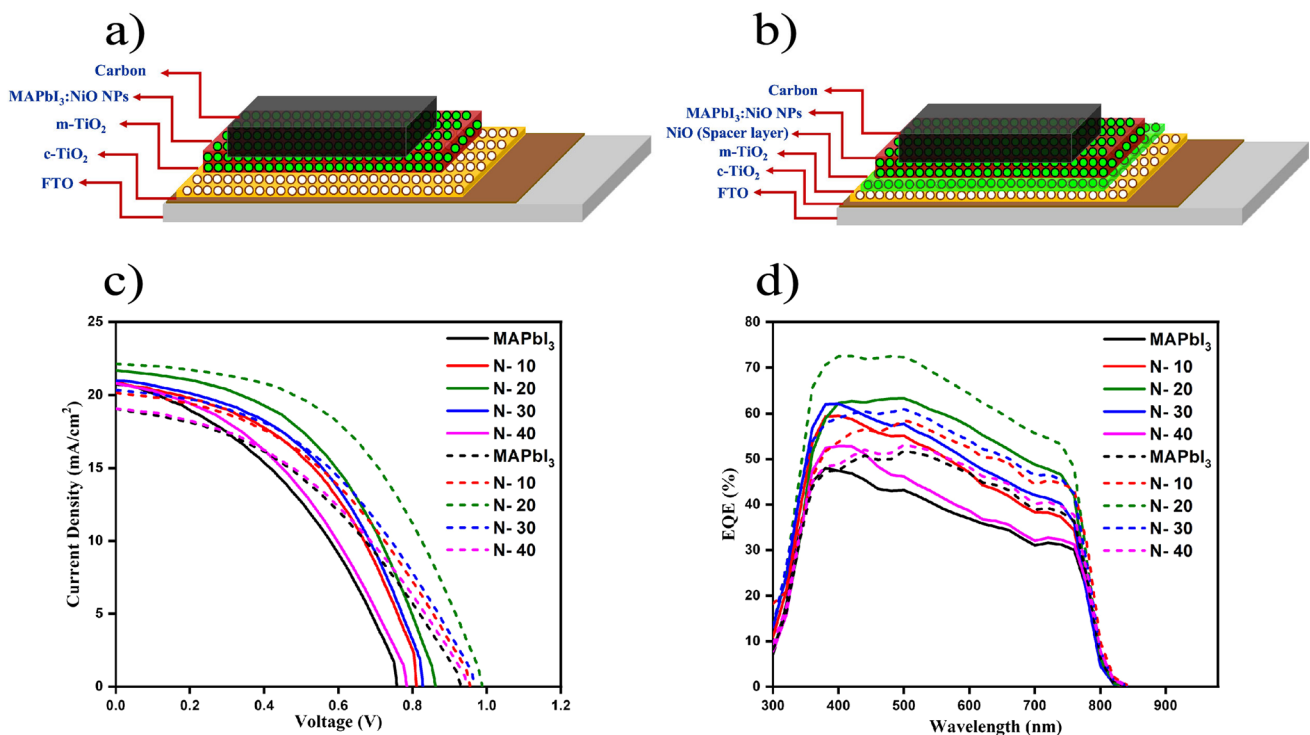 a)
Carbon
MAPbI₃:NiO NPs
m-TiO₂
c-TiO₂
FTO
b)
Carbon
MAPbI₃:NiO NPs
NiO (Spacer layer)
m-TiO₂
c-TiO₂
FTO
c)
25
20
15
10
5
0
0.0 0.2 0.4 0.6 0.8 1.0 1.2
Current Density (mA/cm²)
Voltage (V)
MAPbI₃
N- 10
N- 20
N- 30
N- 40
MAPbI₃
N- 10
N- 20
N- 30
N- 40
d)
80
70
60
50
40
30
20
10
0
300 400 500 600 700 800 900
EQE (%)
Wavelength (nm)
MAPbI₃
N- 10
N- 20
N- 30
N- 40
MAPbI₃
N- 10
N- 20
N- 30
N- 40